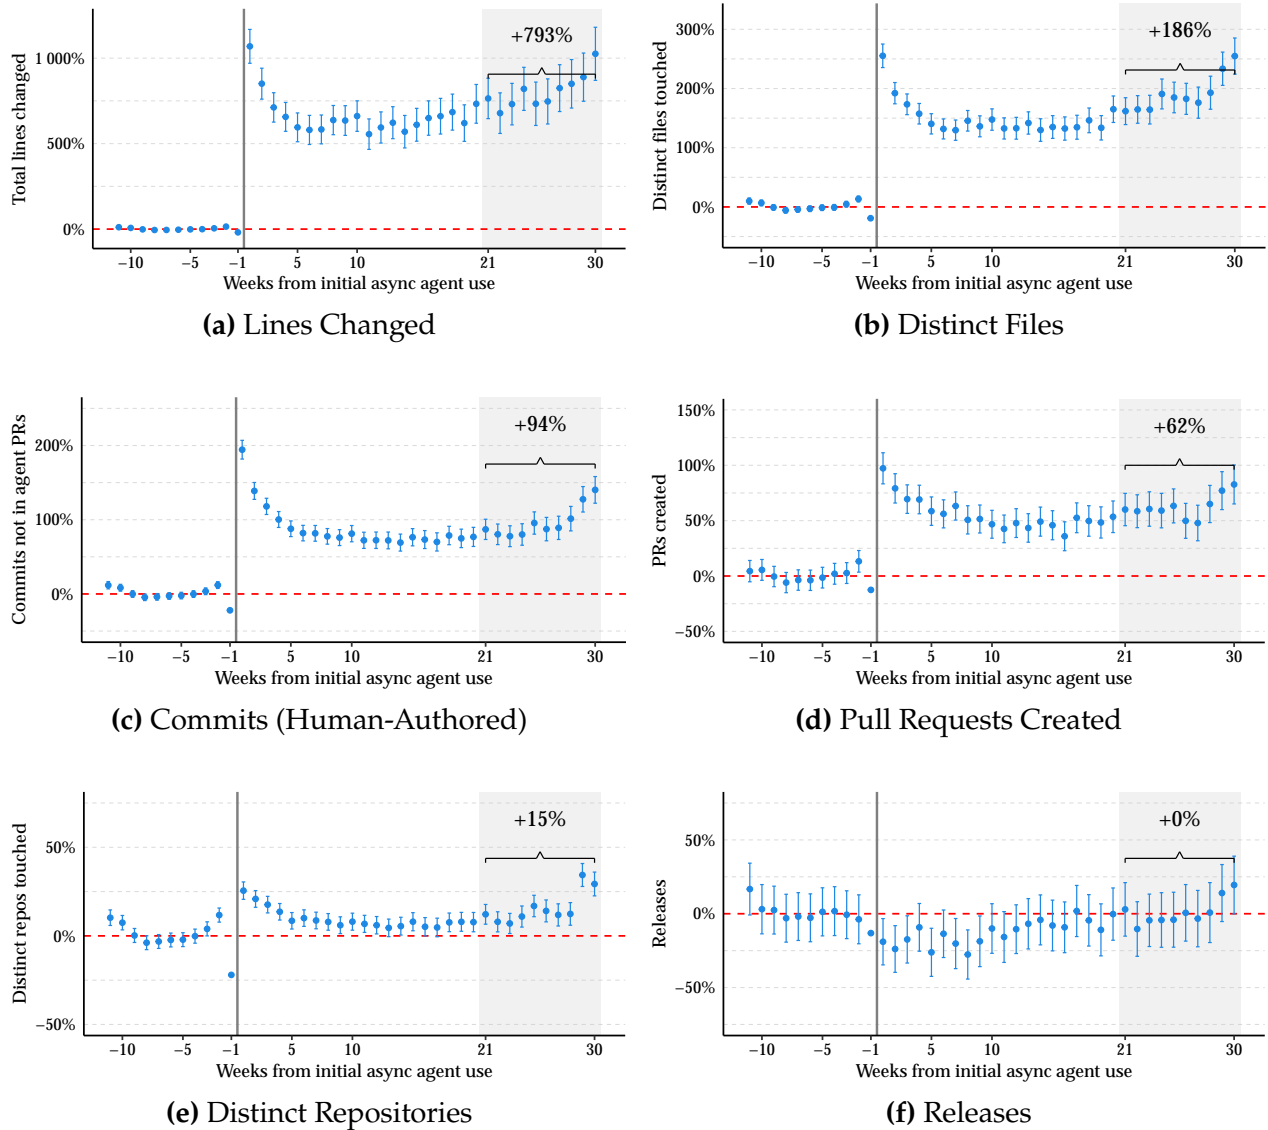 Total lines changed
1 000%
500%
0%
+793%
−10 −5 −1 5 10 21 30
Weeks from initial async agent use
(a) Lines Changed
Distinct files touched
300%
200%
100%
0%
+186%
−10 −5 −1 5 10 21 30
Weeks from initial async agent use
(b) Distinct Files
Commits not in agent PRs
200%
100%
0%
+94%
−10 −5 −1 5 10 21 30
Weeks from initial async agent use
(c) Commits (Human-Authored)
PRs created
150%
100%
50%
0%
−50%
+62%
−10 −5 −1 5 10 21 30
Weeks from initial async agent use
(d) Pull Requests Created
Distinct repos touched
50%
0%
−50%
+15%
−10 −5 −1 5 10 21 30
Weeks from initial async agent use
(e) Distinct Repositories
Releases
50%
0%
−50%
+0%
−10 −5 −1 5 10 21 30
Weeks from initial async agent use
(f) Releases